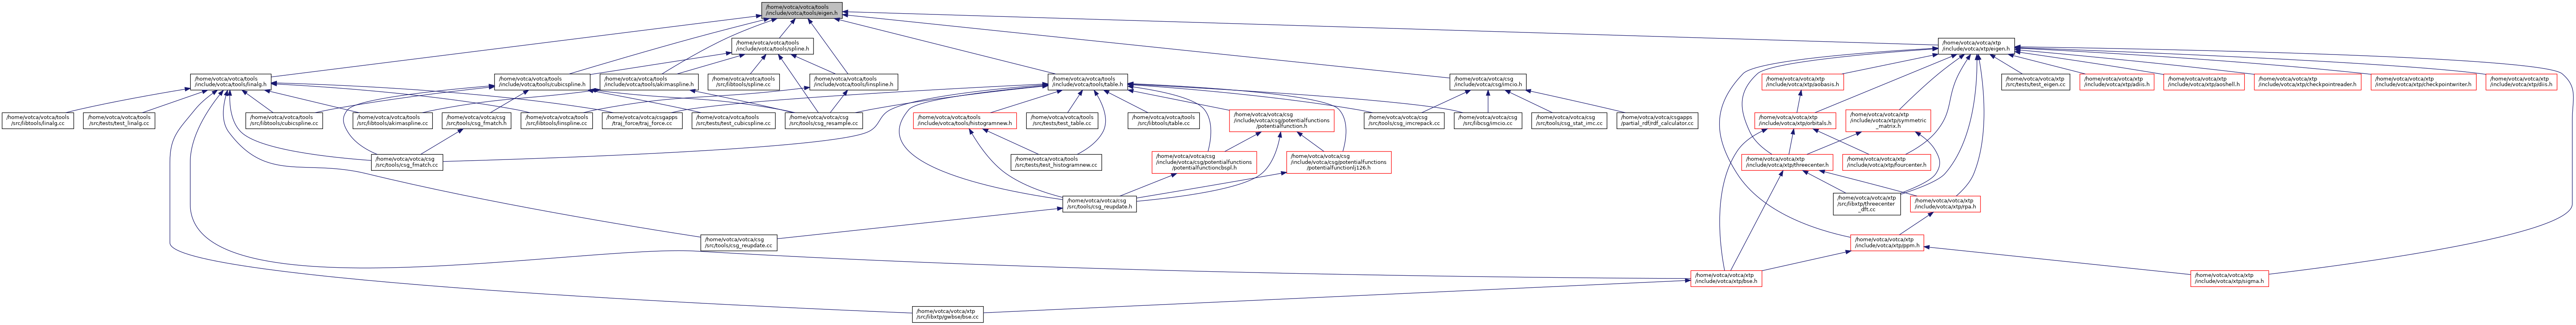 /home/votca/votca/tools
/include/votca/tools/eigen.h
/home/votca/votca/tools
/include/votca/tools/spline.h
/home/votca/votca/xtp
/include/votca/xtp/eigen.h
/home/votca/votca/tools
/include/votca/tools/linalg.h
/home/votca/votca/tools
/include/votca/tools/cubicspline.h
/home/votca/votca/tools
/include/votca/tools/akimaspline.h
/home/votca/votca/tools
/src/libtools/spline.cc
/home/votca/votca/tools
/include/votca/tools/linspline.h
/home/votca/votca/tools
/include/votca/tools/table.h
/home/votca/votca/csg
/include/votca/csg/imcio.h
/home/votca/votca/xtp
/include/votca/xtp/aobasis.h
/home/votca/votca/xtp
/src/tests/test_eigen.cc
/home/votca/votca/xtp
/include/votca/xtp/adiis.h
/home/votca/votca/xtp
/include/votca/xtp/aoshell.h
/home/votca/votca/xtp
/include/votca/xtp/checkpointreader.h
/home/votca/votca/xtp
/include/votca/xtp/checkpointwriter.h
/home/votca/votca/xtp
/include/votca/xtp/diis.h
/home/votca/votca/tools
/src/libtools/linalg.cc
/home/votca/votca/tools
/src/tests/test_linalg.cc
/home/votca/votca/tools
/src/libtools/cubicspline.cc
/home/votca/votca/tools
/src/libtools/akimaspline.cc
/home/votca/votca/csg
/src/tools/csg_fmatch.h
/home/votca/votca/tools
/src/libtools/linspline.cc
/home/votca/votca/csgapps
/traj_force/traj_force.cc
/home/votca/votca/tools
/src/tests/test_cubicspline.cc
/home/votca/votca/csg
/src/tools/csg_resample.cc
/home/votca/votca/tools
/include/votca/tools/histogramnew.h
/home/votca/votca/tools
/src/tests/test_table.cc
/home/votca/votca/tools
/src/libtools/table.cc
/home/votca/votca/csg
/include/votca/csg/potentialfunctions
/potentialfunction.h
/home/votca/votca/csg
/src/tools/csg_imcrepack.cc
/home/votca/votca/csg
/src/libcsg/imcio.cc
/home/votca/votca/csg
/src/tools/csg_stat_imc.cc
/home/votca/votca/csgapps
/partial_rdf/rdf_calculator.cc
/home/votca/votca/xtp
/include/votca/xtp/orbitals.h
/home/votca/votca/xtp
/include/votca/xtp/symmetric
_matrix.h
/home/votca/votca/csg
/src/tools/csg_fmatch.cc
/home/votca/votca/tools
/src/tests/test_histogramnew.cc
/home/votca/votca/csg
/include/votca/csg/potentialfunctions
/potentialfunctioncbspl.h
/home/votca/votca/csg
/include/votca/csg/potentialfunctions
/potentialfunctionlj126.h
/home/votca/votca/xtp
/include/votca/xtp/threecenter.h
/home/votca/votca/xtp
/include/votca/xtp/fourcenter.h
/home/votca/votca/csg
/src/tools/csg_reupdate.h
/home/votca/votca/xtp
/src/libxtp/threecenter
_dft.cc
/home/votca/votca/xtp
/include/votca/xtp/rpa.h
/home/votca/votca/csg
/src/tools/csg_reupdate.cc
/home/votca/votca/xtp
/include/votca/xtp/ppm.h
/home/votca/votca/xtp
/include/votca/xtp/bse.h
/home/votca/votca/xtp
/include/votca/xtp/sigma.h
/home/votca/votca/xtp
/src/libxtp/gwbse/bse.cc